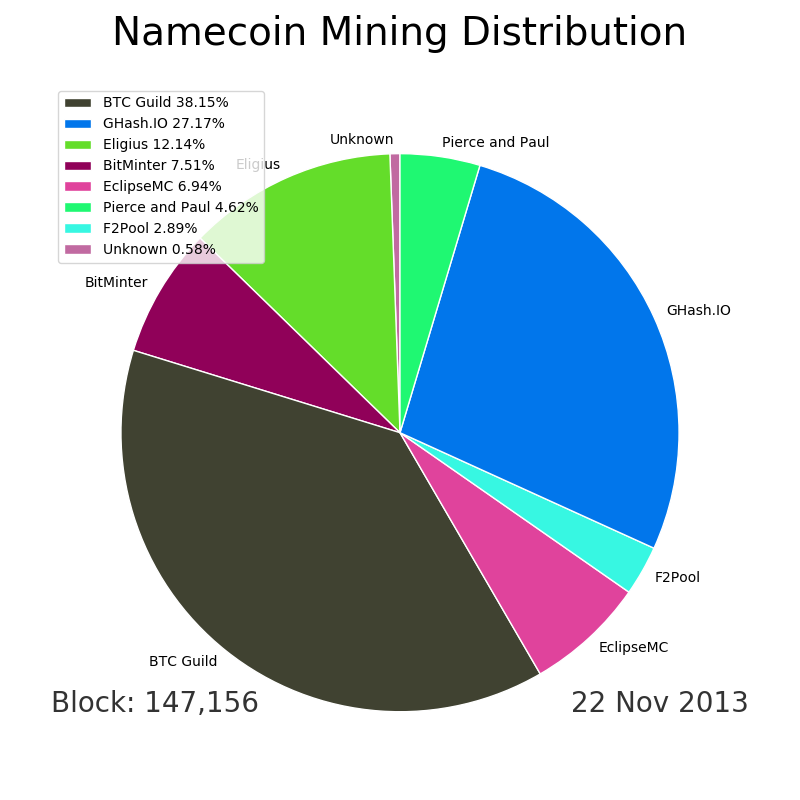 Namecoin Mining Distribution
BTC Guild 38.15%
GHash.IO 27.17%
Eligius 12.14%
BitMinter 7.51%
EclipseMC 6.94%
Pierce and Paul 4.62%
F2Pool 2.89%
Unknown 0.58%
Unknown
Pierce and Paul
Eligius
BitMinter
GHash.IO
F2Pool
EclipseMC
BTC Guild
Block: 147,156
22 Nov 2013